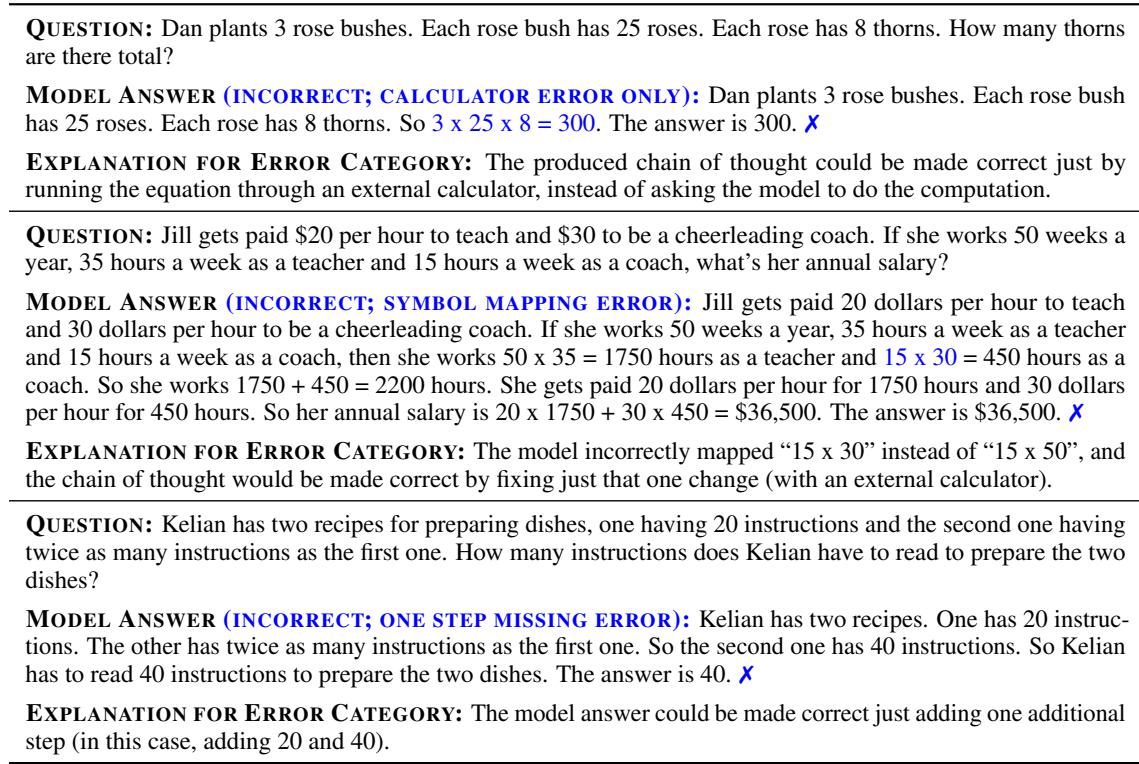 QUESTION: Dan plants 3 rose bushes. Each rose bush has 25 roses. Each rose has 8 thorns. How many thorns
are there total?
MODEL ANSWER (INCORRECT; CALCULATOR ERROR ONLY): Dan plants 3 rose bushes. Each rose bush
has 25 roses. Each rose has 8 thorns. So 3 x 25 x 8 = 300. The answer is 300. ✗
EXPLANATION FOR ERROR CATEGORY: The produced chain of thought could be made correct just by
running the equation through an external calculator, instead of asking the model to do the computation.
QUESTION: Jill gets paid $20 per hour to teach and $30 to be a cheerleading coach. If she works 50 weeks a
year, 35 hours a week as a teacher and 15 hours a week as a coach, what's her annual salary?
MODEL ANSWER (INCORRECT; SYMBOL MAPPING ERROR): Jill gets paid 20 dollars per hour to teach
and 30 dollars per hour to be a cheerleading coach. If she works 50 weeks a year, 35 hours a week as a teacher
and 15 hours a week as a coach, then she works 50 x 35 = 1750 hours as a teacher and 15 x 30 = 450 hours as a
coach. So she works 1750 + 450 = 2200 hours. She gets paid 20 dollars per hour for 1750 hours and 30 dollars
per hour for 450 hours. So her annual salary is 20 x 1750 + 30 x 450 = $36,500. The answer is $36,500. ✗
EXPLANATION FOR ERROR CATEGORY: The model incorrectly mapped “15 x 30” instead of “15 x 50”, and
the chain of thought would be made correct by fixing just that one change (with an external calculator).
QUESTION: Kelian has two recipes for preparing dishes, one having 20 instructions and the second one having
twice as many instructions as the first one. How many instructions does Kelian have to read to prepare the two
dishes?
MODEL ANSWER (INCORRECT; ONE STEP MISSING ERROR): Kelian has two recipes. One has 20 instruc-
tions. The other has twice as many instructions as the first one. So the second one has 40 instructions. So Kelian
has to read 40 instructions to prepare the two dishes. The answer is 40. ✗
EXPLANATION FOR ERROR CATEGORY: The model answer could be made correct just adding one additional
step (in this case, adding 20 and 40).